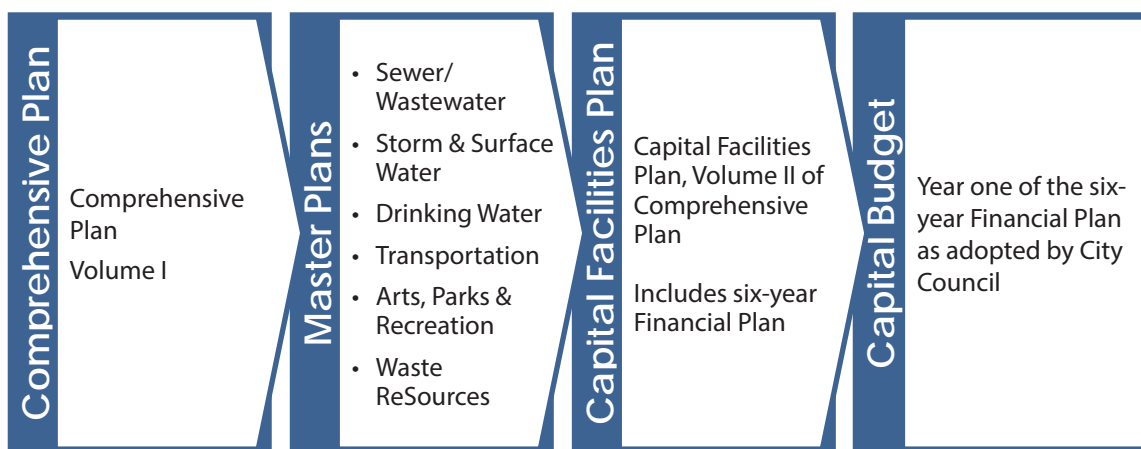 Comprehensive Plan
Comprehensive
Plan
Volume I
Master Plans
• Sewer/
Wastewater
• Storm & Surface
Water
• Drinking Water
• Transportation
• Arts, Parks &
Recreation
• Waste
ReSources
Capital Facilities Plan
Capital Facilities
Plan, Volume II of
Comprehensive
Plan
Includes six-year
Financial Plan
Capital Budget
Year one of the six-
year Financial Plan
as adopted by City
Council